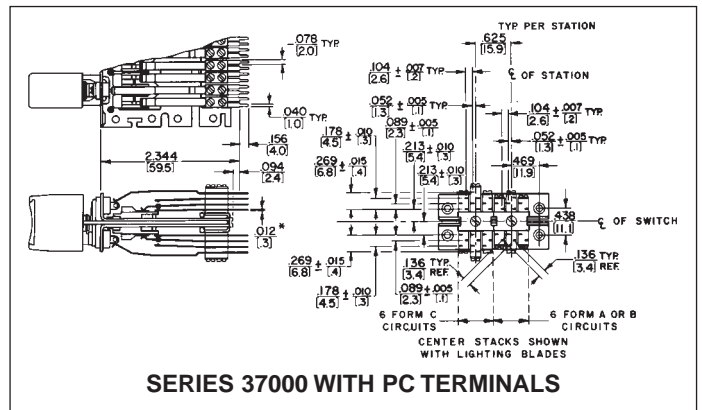 TYP. PER STATION
.625
[15.9]
.078 TYP.
[2.0]
.104 ± .007 TYP.
[2.6] [.2]
℄ OF STATION
.052 ± .005
[1.3] [.1]
.104 ± .007
[2.6] [.2]
.040 TYP.
[1.0]
.089 ± .005
[2.3] [.1]
.178 ± .010
[4.5] [.3]
.052 ± .005
[1.3] [.1]
.156
[4.0]
.213 ± .010
[5.4] [.3]
.469
[11.9]
2.344
[59.5]
.094
[2.4]
.269 ± .015
[6.8] [.4]
.213 ± .010
[5.4] [.3]
.438
[11.1]
℄ OF SWITCH
.012 *
[.3]
.269 ± .015
[6.8] [.4]
.136 TYP.
[3.4] REF.
.136 TYP.
[3.4] REF.
.178 ± .010
[4.5] [.3]
.089 ± .005
[2.3] [.1]
6 FORM C
CIRCUITS
6 FORM A OR B
CIRCUITS
CENTER STACKS SHOWN
WITH LIGHTING BLADES
SERIES 37000 WITH PC TERMINALS